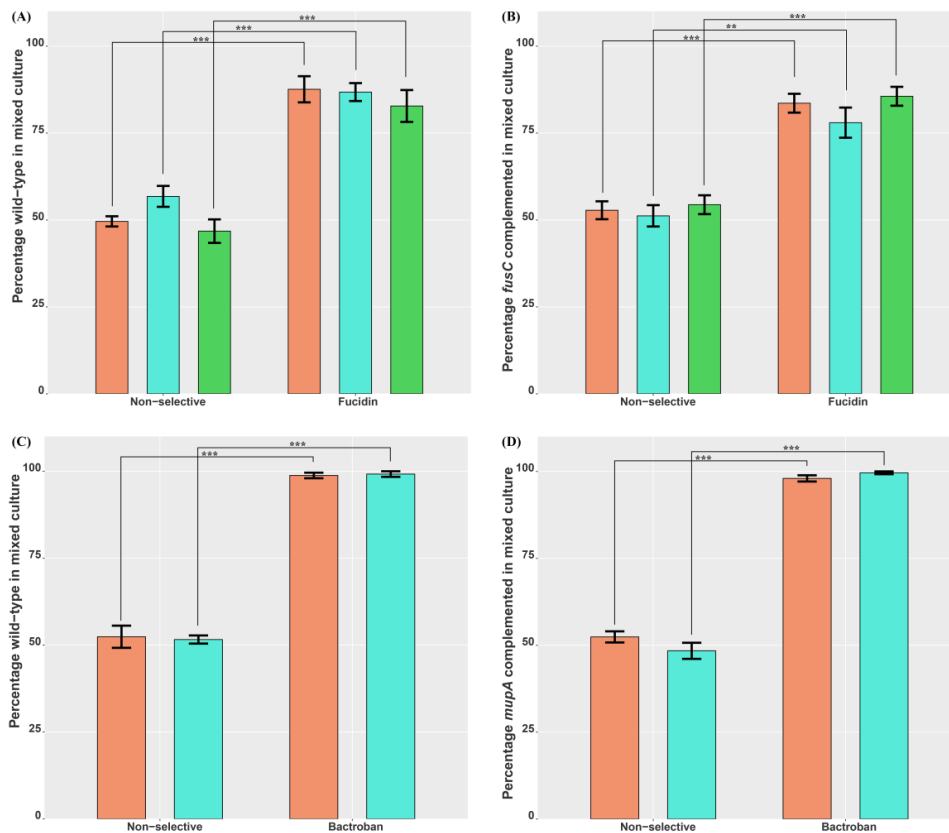 (A)
Percentage wild−type in mixed culture
100
75
50
25
0
***
***
***
Non−selective
Fucidin
(B)
Percentage fusC complemented in mixed culture
100
75
50
25
0
***
**
***
Non−selective
Fucidin
(C)
Percentage wild−type in mixed culture
100
75
50
25
0
***
***
Non−selective
Bactroban
(D)
Percentage mupA complemented in mixed culture
100
75
50
25
0
***
***
Non−selective
Bactroban